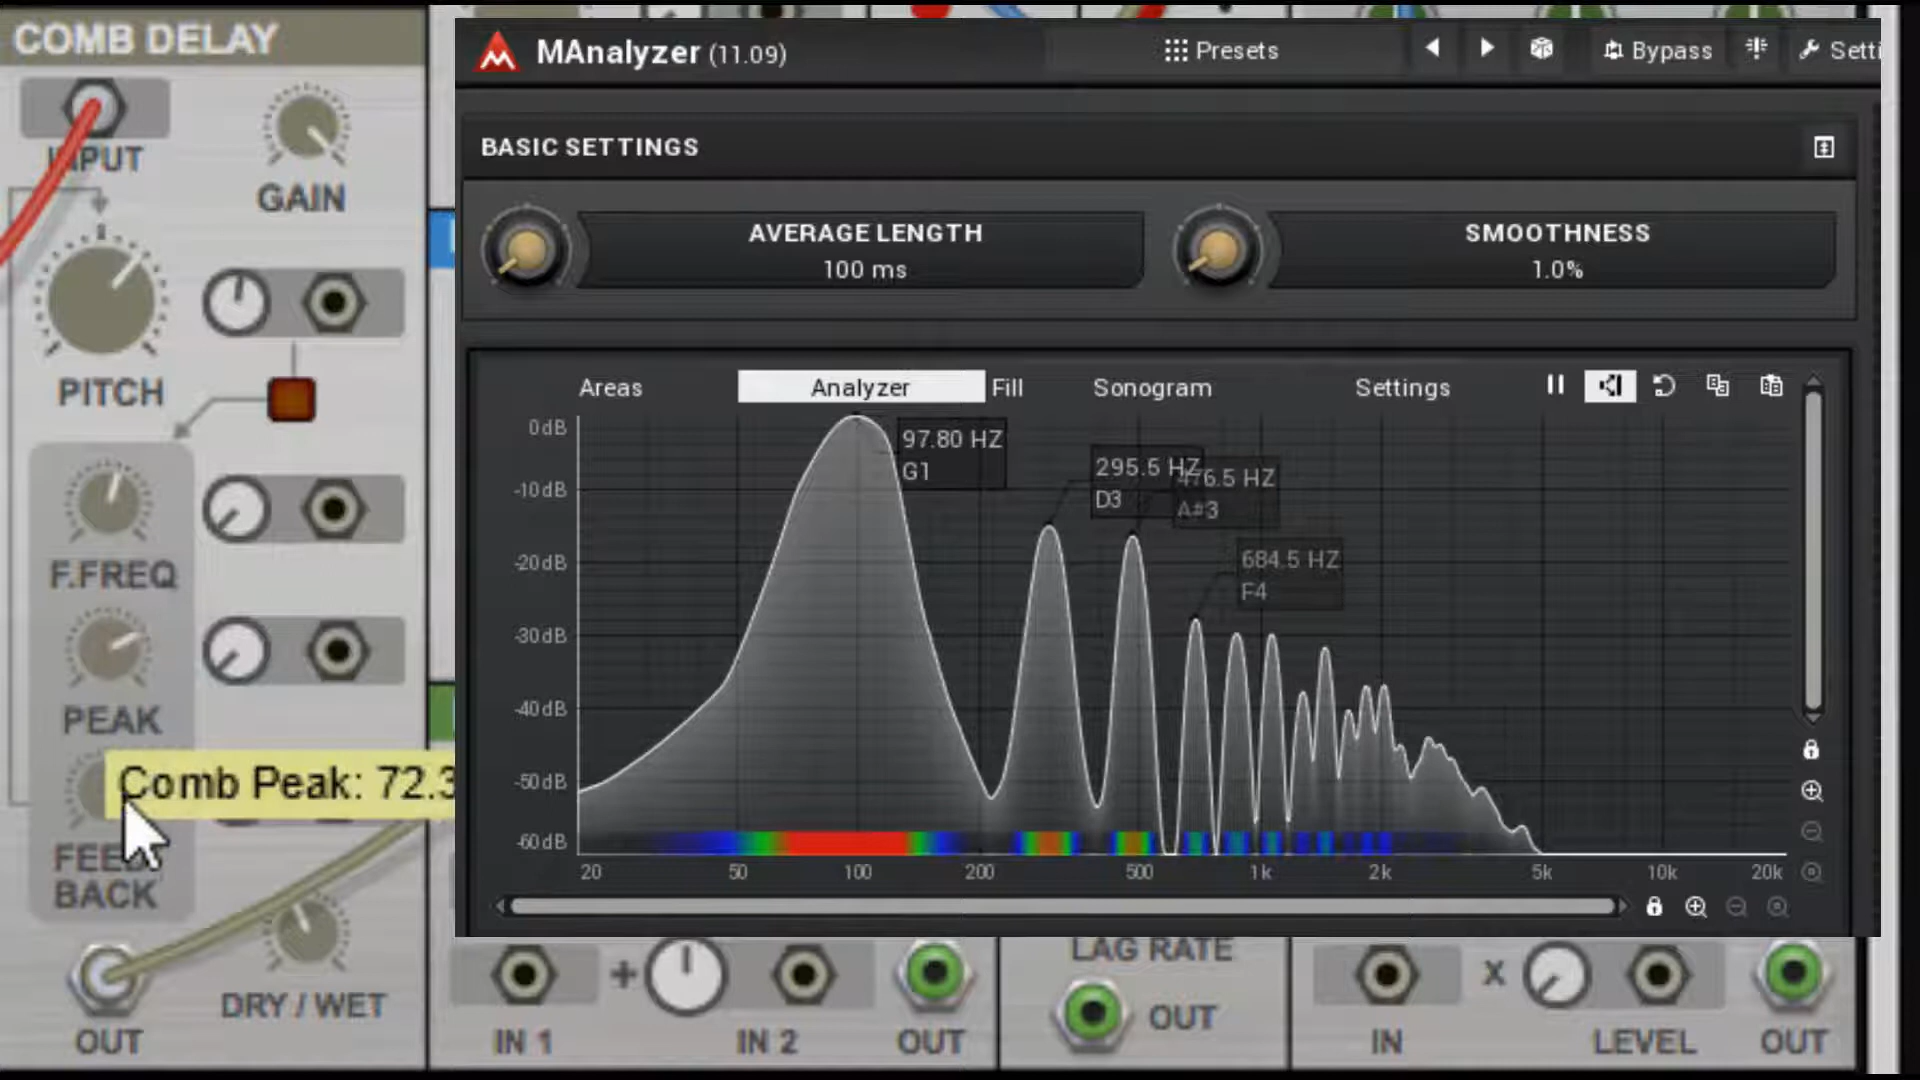 COMB DELAY
INPUT
GAIN
PITCH
F.FREQ
PEAK
Comb Peak: 72.3
BACK
DRY / WET
OUT
MAnalyzer (11.09)
Presets
Bypass
Setti
BASIC SETTINGS
AVERAGE LENGTH
100 ms
SMOOTHNESS
1.0%
Areas
Analyzer
Fill
Sonogram
Settings
0dB
-10dB
-20dB
-30dB
-40dB
-50dB
-60dB
97.80 HZ
G1
295.5 HZ
D3
476.5 HZ
A#3
684.5 HZ
F4
20 50 100 200 500 1k 2k 5k 10k 20k
IN 1
+
IN 2
OUT
LAG RATE
OUT
IN
X
LEVEL
OUT